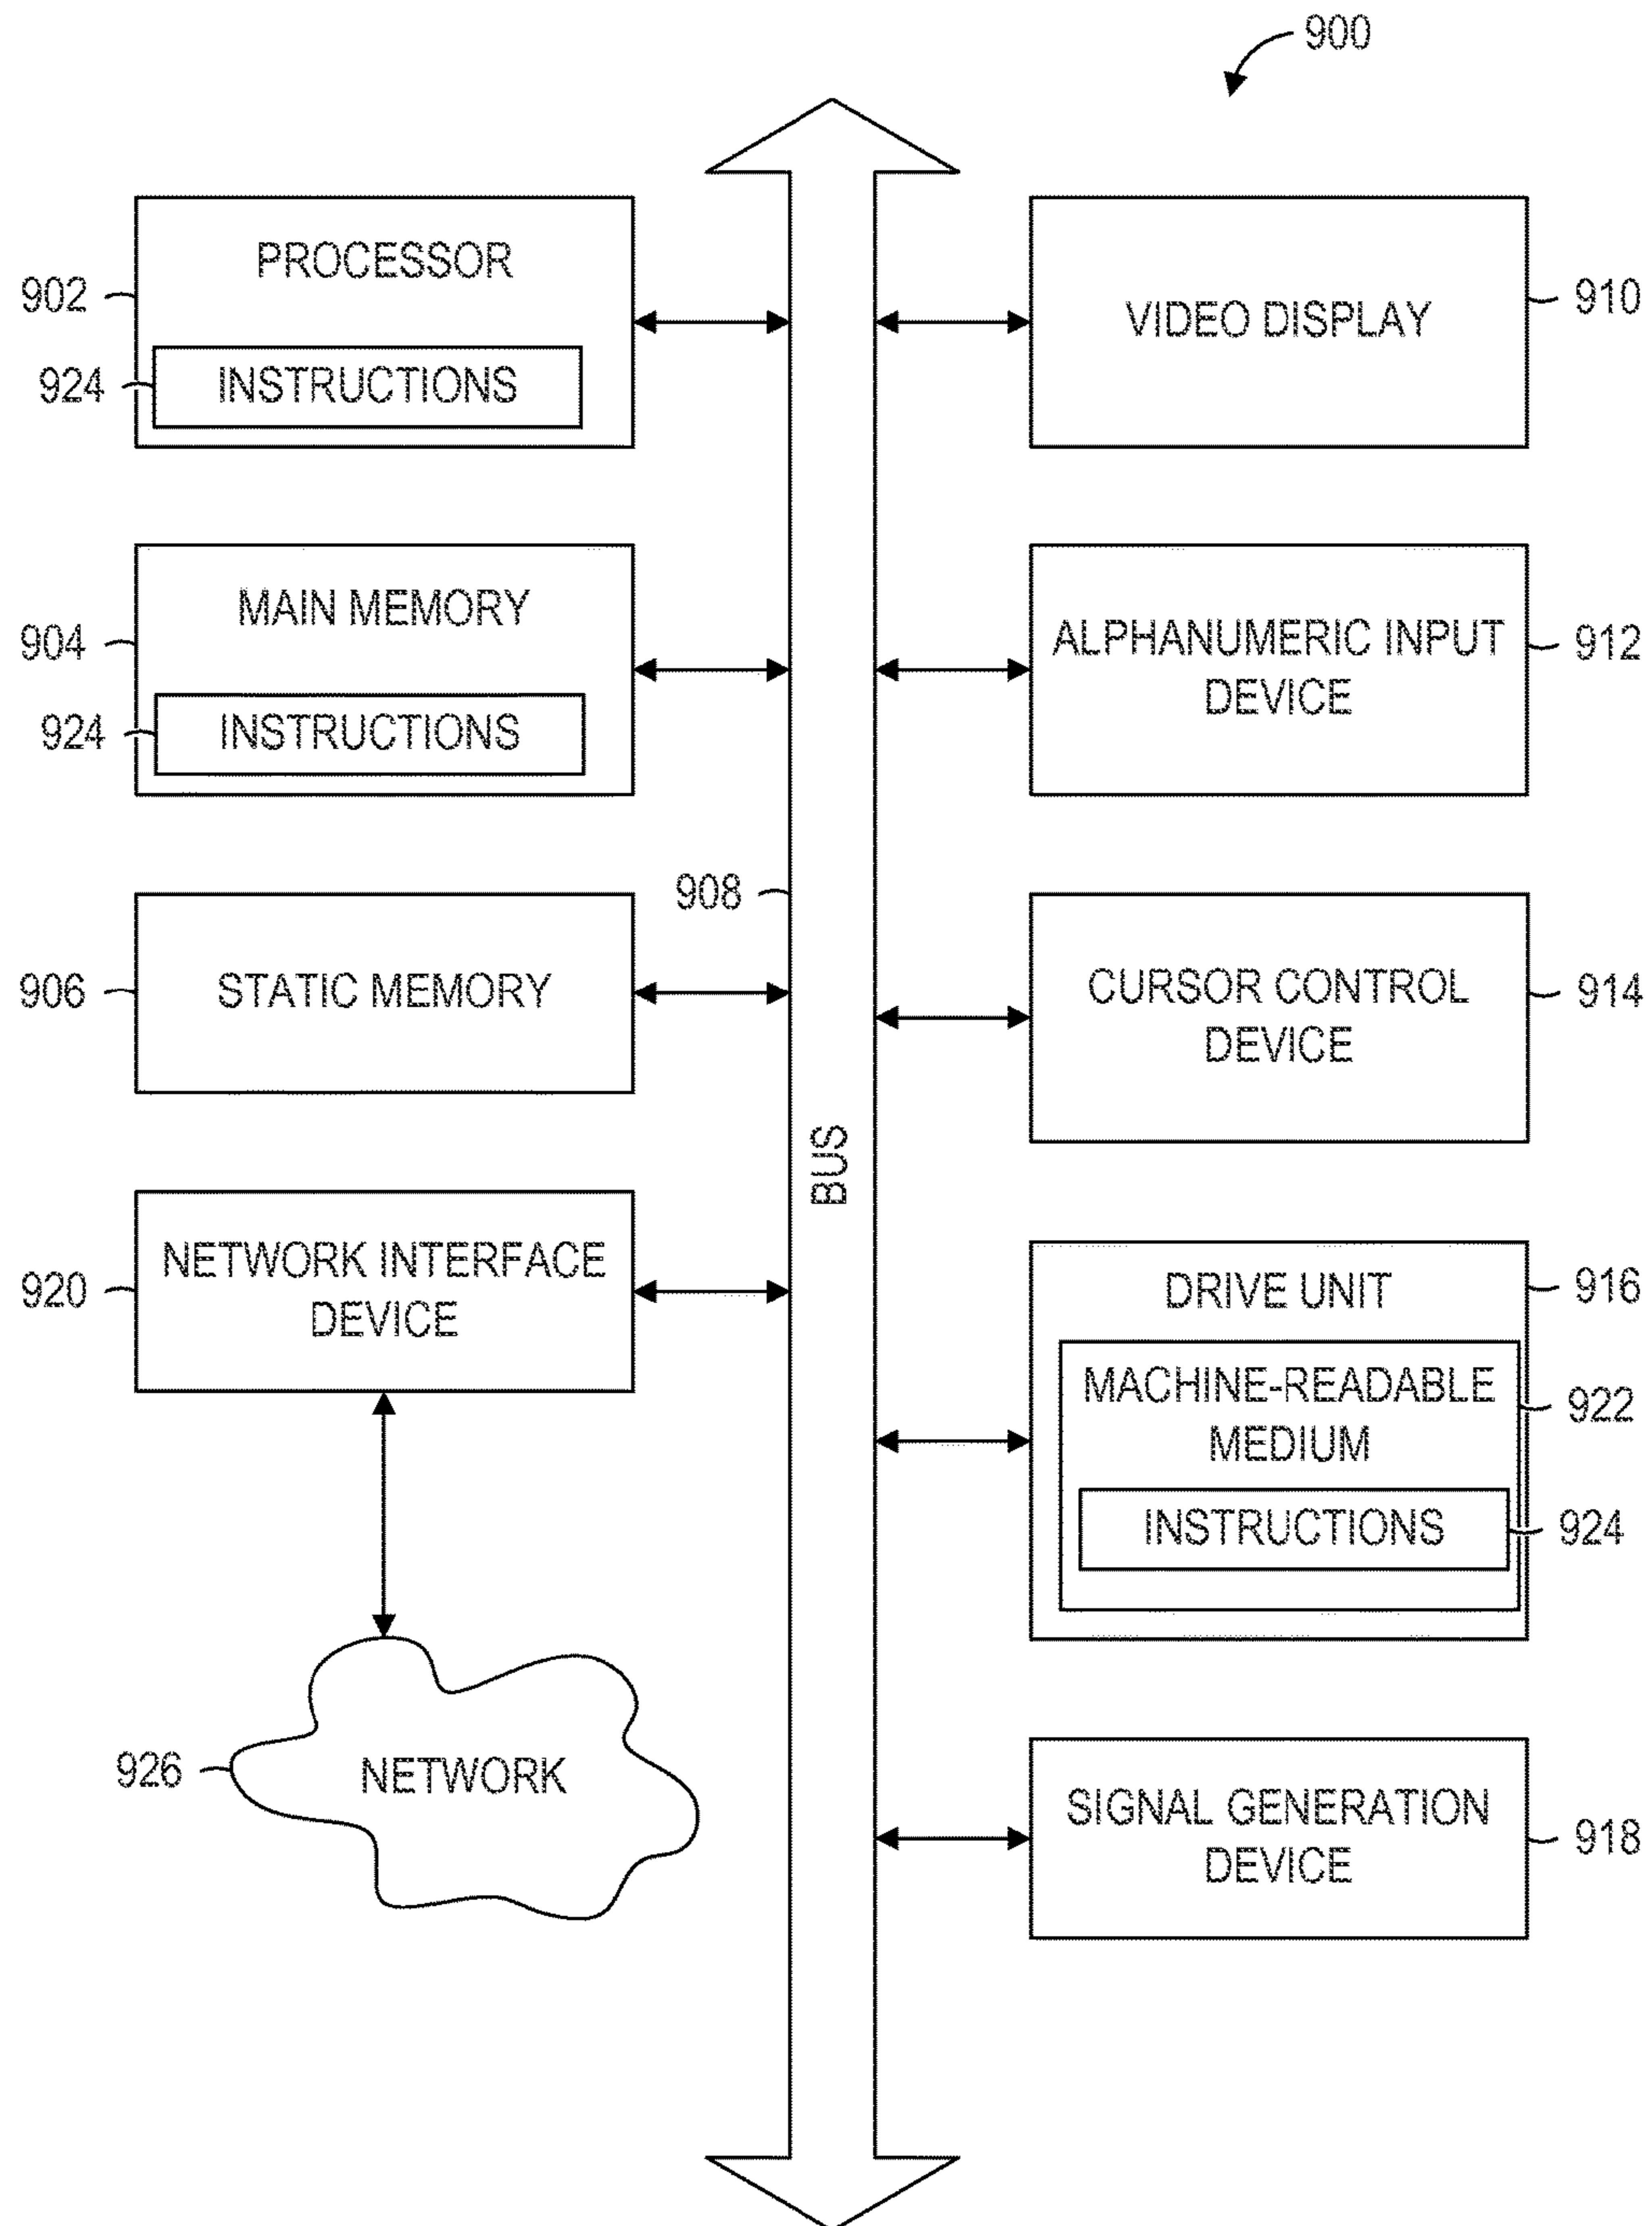 900
PROCESSOR
902
924
INSTRUCTIONS
MAIN MEMORY
904
924
INSTRUCTIONS
908
906
STATIC MEMORY
920
NETWORK INTERFACE
DEVICE
926
NETWORK
BUS
VIDEO DISPLAY
910
ALPHANUMERIC INPUT
DEVICE
912
CURSOR CONTROL
DEVICE
914
DRIVE UNIT
916
MACHINE-READABLE
MEDIUM
922
INSTRUCTIONS
924
SIGNAL GENERATION
DEVICE
918